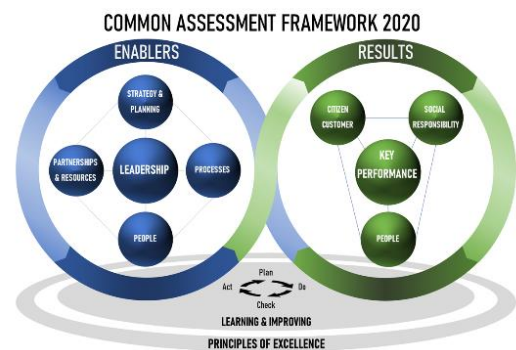 COMMON ASSESSMENT FRAMEWORK 2020
ENABLERS
RESULTS
STRATEGY &
PLANNING
PARTNERSHIPS
& RESOURCES
LEADERSHIP
PROCESSES
PEOPLE
CITIZEN
CUSTOMER
SOCIAL
RESPONSIBILITY
KEY
PERFORMANCE
PEOPLE
Plan
Act
Do
Check
LEARNING & IMPROVING
PRINCIPLES OF EXCELLENCE